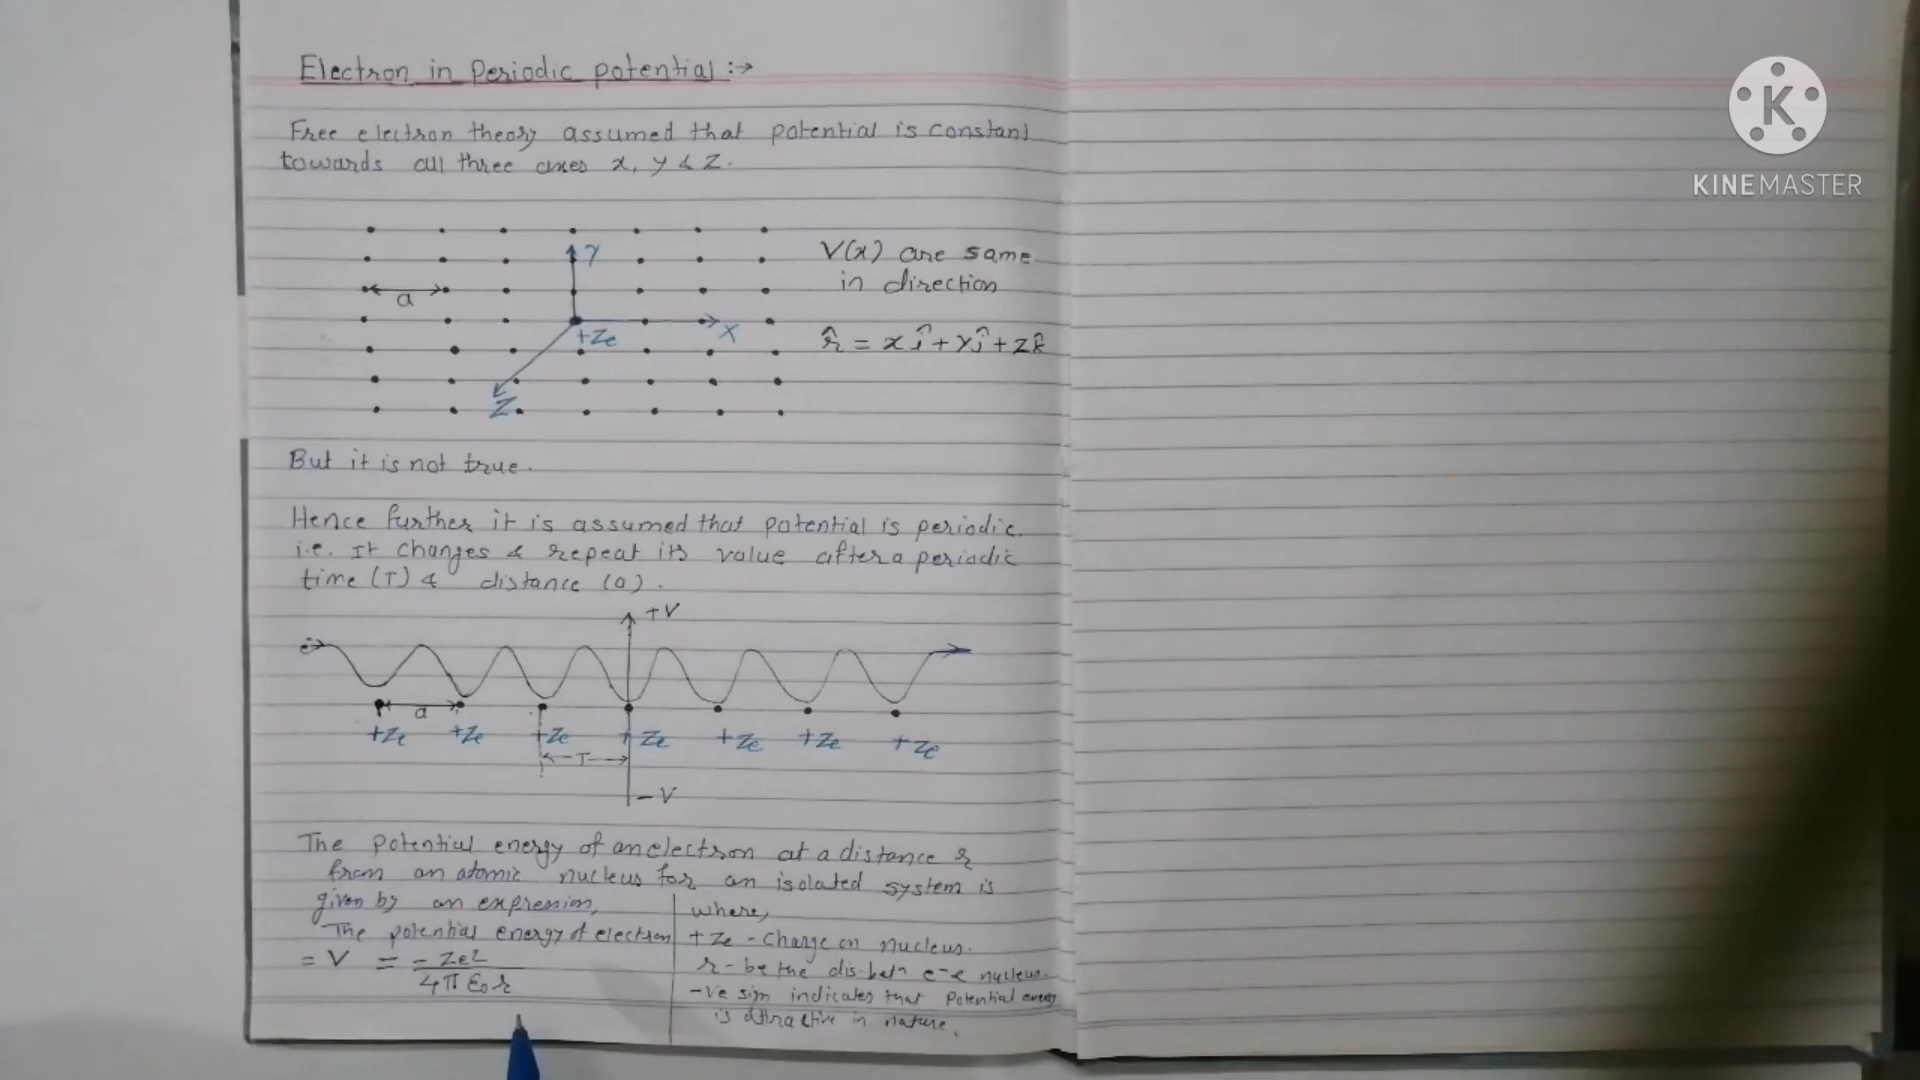 Electron in Periodic potential :→
Free electron theory assumed that potential is constant
towards all three axes x, y & z.
Y
a
+Ze
X
Z
V(x) are same
in direction
r̂ = x î + y ĵ + z k̂
But it is not true.
Hence further it is assumed that potential is periodic.
i.e. It changes & repeat its value after a periodic
time (T) & distance (a).
+V
e⁻
a
+Ze +Ze +Ze +Ze +Ze +Ze +Ze
T
-V
The potential energy of an electron at a distance r
from an atomic nucleus for an isolated system is
given by an expression,
The potential energy of electron
= V = -Ze2 / 4π ε₀ r
where,
+Ze - Charge on nucleus.
r - be the dis. betn e⁻ & nucleus.
-ve sign indicates that potential energy
is attractive in nature.
K
KINEMASTER